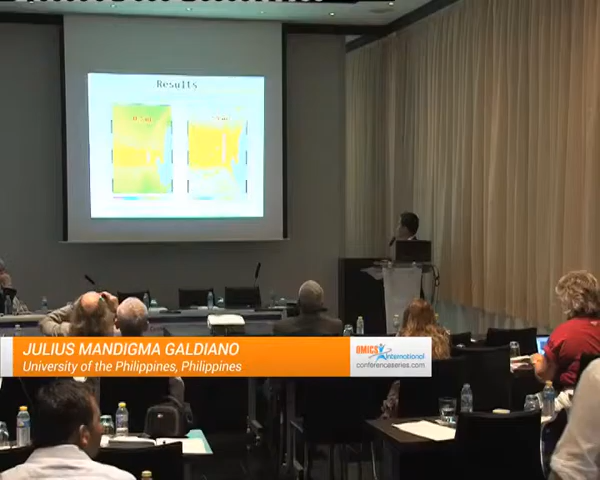 Results
JULIUS MANDIGMA GALDIANO
University of the Philippines, Philippines
OMICS International
conferenceseries.com